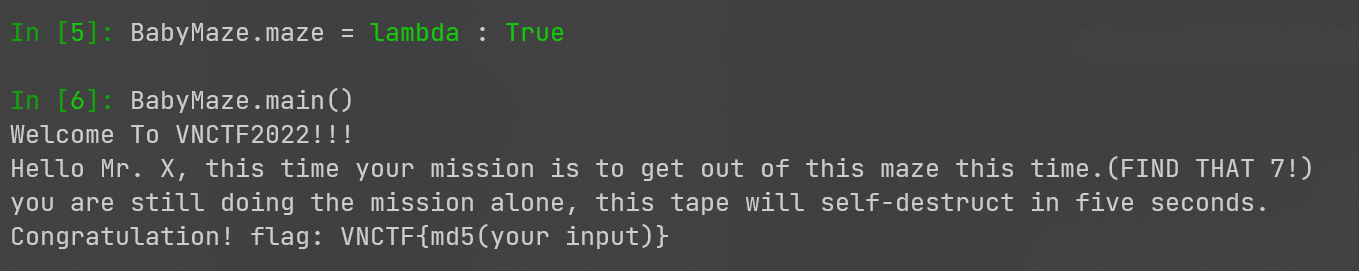 In [5]: BabyMaze.maze = lambda : True
In [6]: BabyMaze.main()
Welcome To VNCTF2022!!!
Hello Mr. X, this time your mission is to get out of this maze this time.(FIND THAT 7!)
you are still doing the mission alone, this tape will self-destruct in five seconds.
Congratulation! flag: VNCTF{md5(your input)}